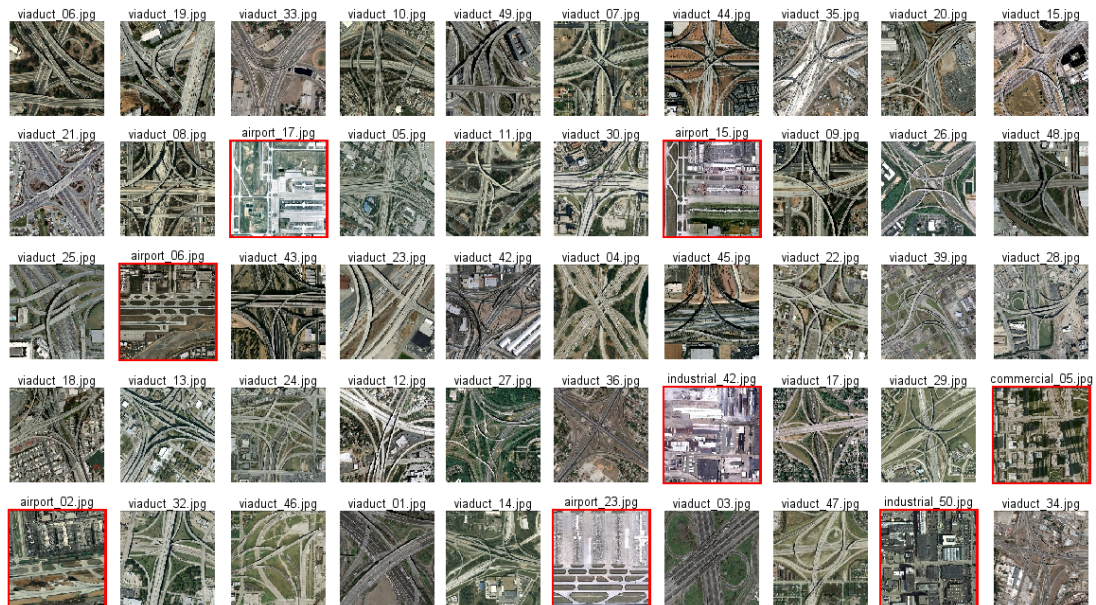 viaduct_06.jpg viaduct_19.jpg viaduct_33.jpg viaduct_10.jpg viaduct_49.jpg viaduct_07.jpg viaduct_44.jpg viaduct_35.jpg viaduct_20.jpg viaduct_15.jpg
viaduct_21.jpg viaduct_08.jpg airport_17.jpg viaduct_05.jpg viaduct_11.jpg viaduct_30.jpg airport_15.jpg viaduct_09.jpg viaduct_26.jpg viaduct_48.jpg
viaduct_25.jpg airport_06.jpg viaduct_43.jpg viaduct_23.jpg viaduct_42.jpg viaduct_04.jpg viaduct_45.jpg viaduct_22.jpg viaduct_39.jpg viaduct_28.jpg
viaduct_18.jpg viaduct_13.jpg viaduct_24.jpg viaduct_12.jpg viaduct_27.jpg viaduct_36.jpg industrial_42.jpg viaduct_17.jpg viaduct_29.jpg commercial_05.jpg
airport_02.jpg viaduct_32.jpg viaduct_46.jpg viaduct_01.jpg viaduct_14.jpg airport_23.jpg viaduct_03.jpg viaduct_47.jpg industrial_50.jpg viaduct_34.jpg